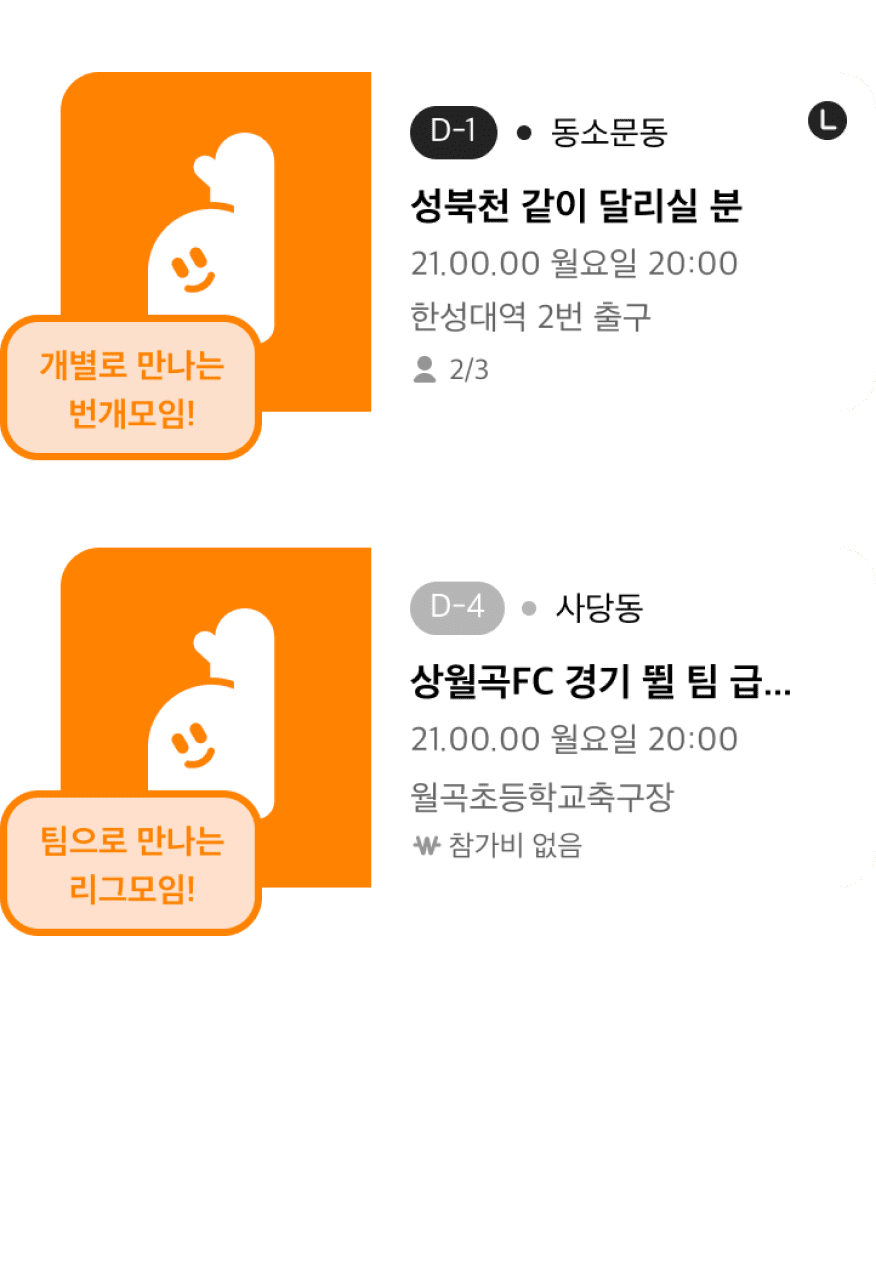 D-1 • 동소문동
L
성북천 같이 달리실 분
21.00.00 월요일 20:00
한성대역 2번 출구
2/3
개별로 만나는
번개모임!
D-4 • 사당동
상월곡FC 경기 뛸 팀 급...
21.00.00 월요일 20:00
월곡초등학교축구장
₩ 참가비 없음
팀으로 만나는
리그모임!